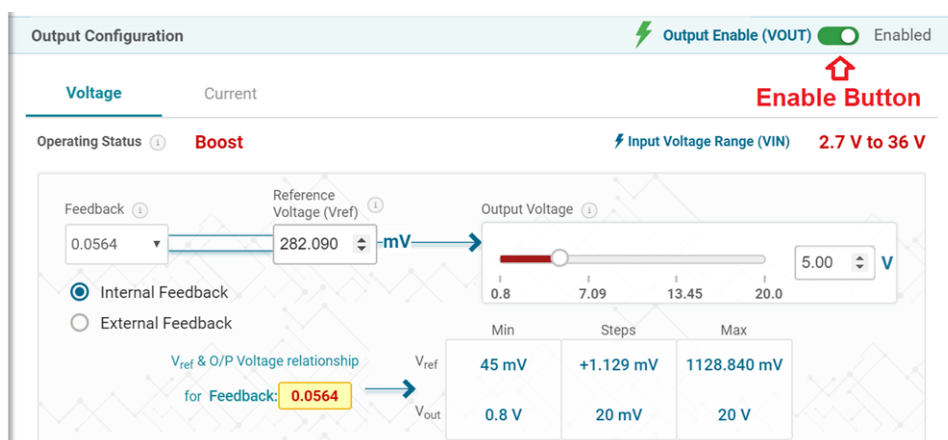 Output Configuration
Output Enable (VOUT) Enabled
Enable Button
Voltage Current
Operating Status i Boost Input Voltage Range (VIN) 2.7 V to 36 V
Feedback i Reference Voltage (Vref) i Output Voltage i
0.0564 282.090 mV
5.00 V
0.8 7.09 13.45 20.0
Internal Feedback
External Feedback
Min Steps Max
Vref & O/P Voltage relationship
for Feedback: 0.0564
Vref 45 mV +1.129 mV 1128.840 mV
Vout 0.8 V 20 mV 20 V